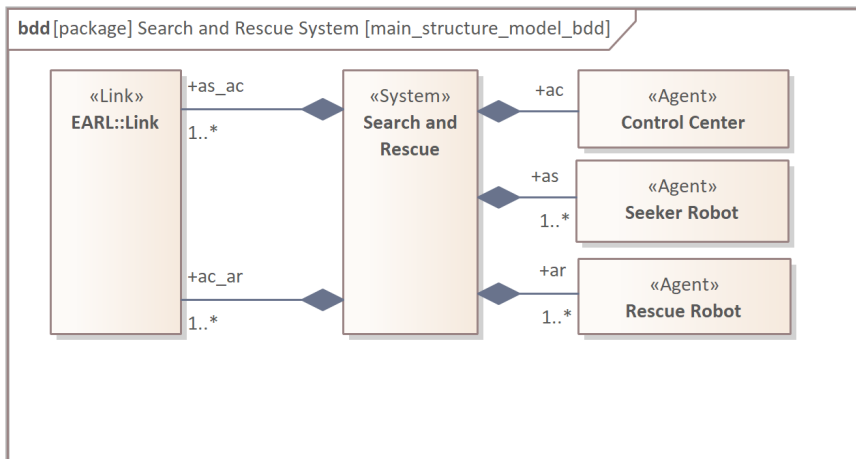 bdd [package] Search and Rescue System [main_structure_model_bdd]
«Link»
EARL::Link
+as_ac
1..*
+ac_ar
1..*
«System»
Search and
Rescue
+ac
«Agent»
Control Center
+as
1..*
«Agent»
Seeker Robot
+ar
1..*
«Agent»
Rescue Robot